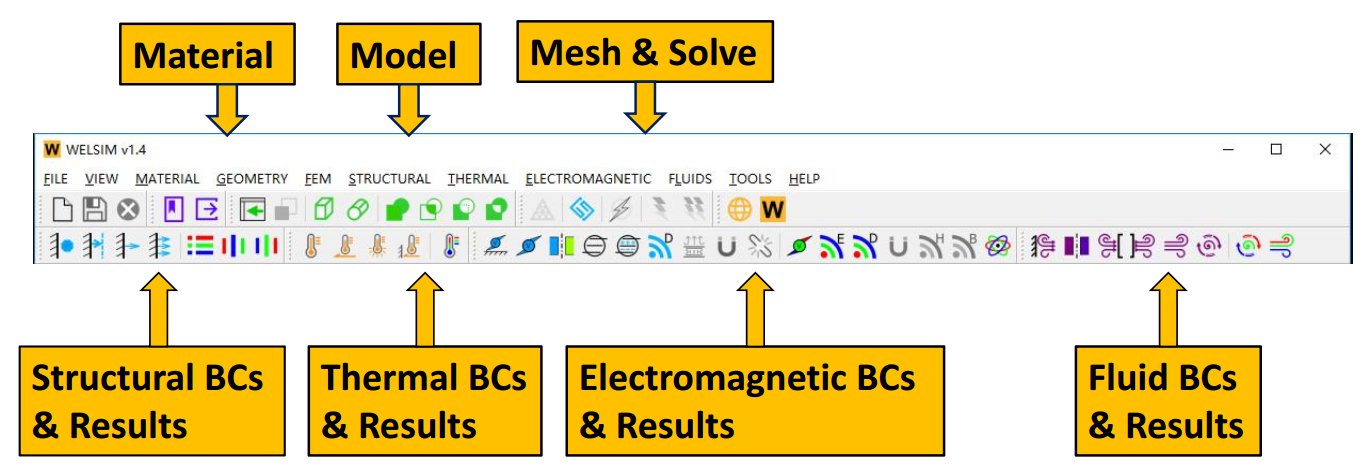 Material Model Mesh & Solve
W WELSIM v1.4
FILE VIEW MATERIAL GEOMETRY FEM STRUCTURAL THERMAL ELECTROMAGNETIC FLUIDS TOOLS HELP
W
1 D E D H B
Structural BCs
& Results
Thermal BCs
& Results
Electromagnetic BCs
& Results
Fluid BCs
& Results